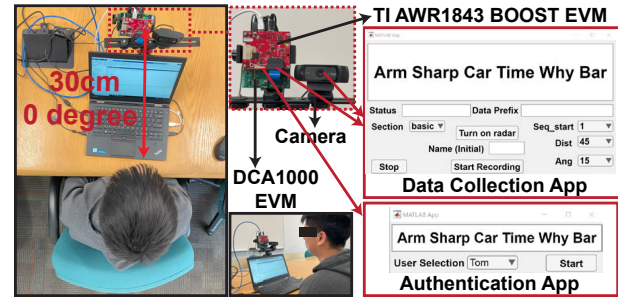 30cm
0 degree
TI AWR1843 BOOST EVM
Camera
DCA1000
EVM
MATLAB App
Arm Sharp Car Time Why Bar
Status Data Prefix
Section basic Turn on radar Seq_start 1
Name (Initial) Dist 45
Stop Start Recording Ang 15
Data Collection App
MATLAB App
Arm Sharp Car Time Why Bar
User Selection Tom Start
Authentication App